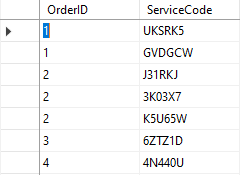 OrderID ServiceCode
1 UKSRK5
1 GVDGCW
2 J31RKJ
2 3K03X7
2 K5U65W
3 6ZTZ1D
4 4N440U